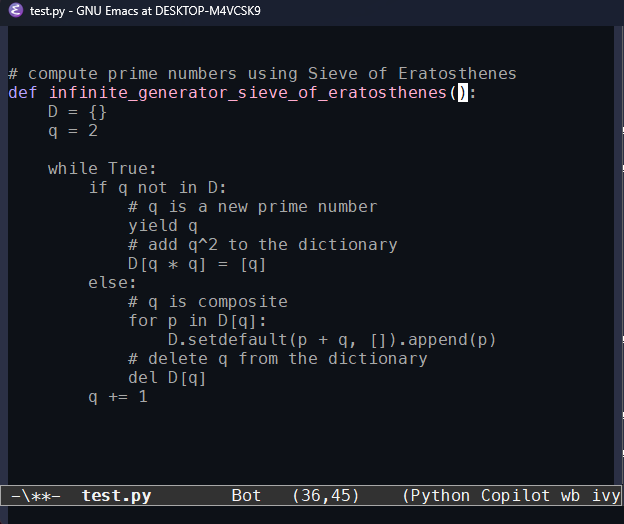 test.py - GNU Emacs at DESKTOP-M4VCSK9
# compute prime numbers using Sieve of Eratosthenes
def infinite_generator_sieve_of_eratosthenes():
    D = {}
    q = 2

    while True:
        if q not in D:
            # q is a new prime number
            yield q
            # add q^2 to the dictionary
            D[q * q] = [q]
        else:
            # q is composite
            for p in D[q]:
                D.setdefault(p + q, []).append(p)
            # delete q from the dictionary
            del D[q]
        q += 1
-\**-  test.py        Bot   (36,45)    (Python Copilot wb ivy